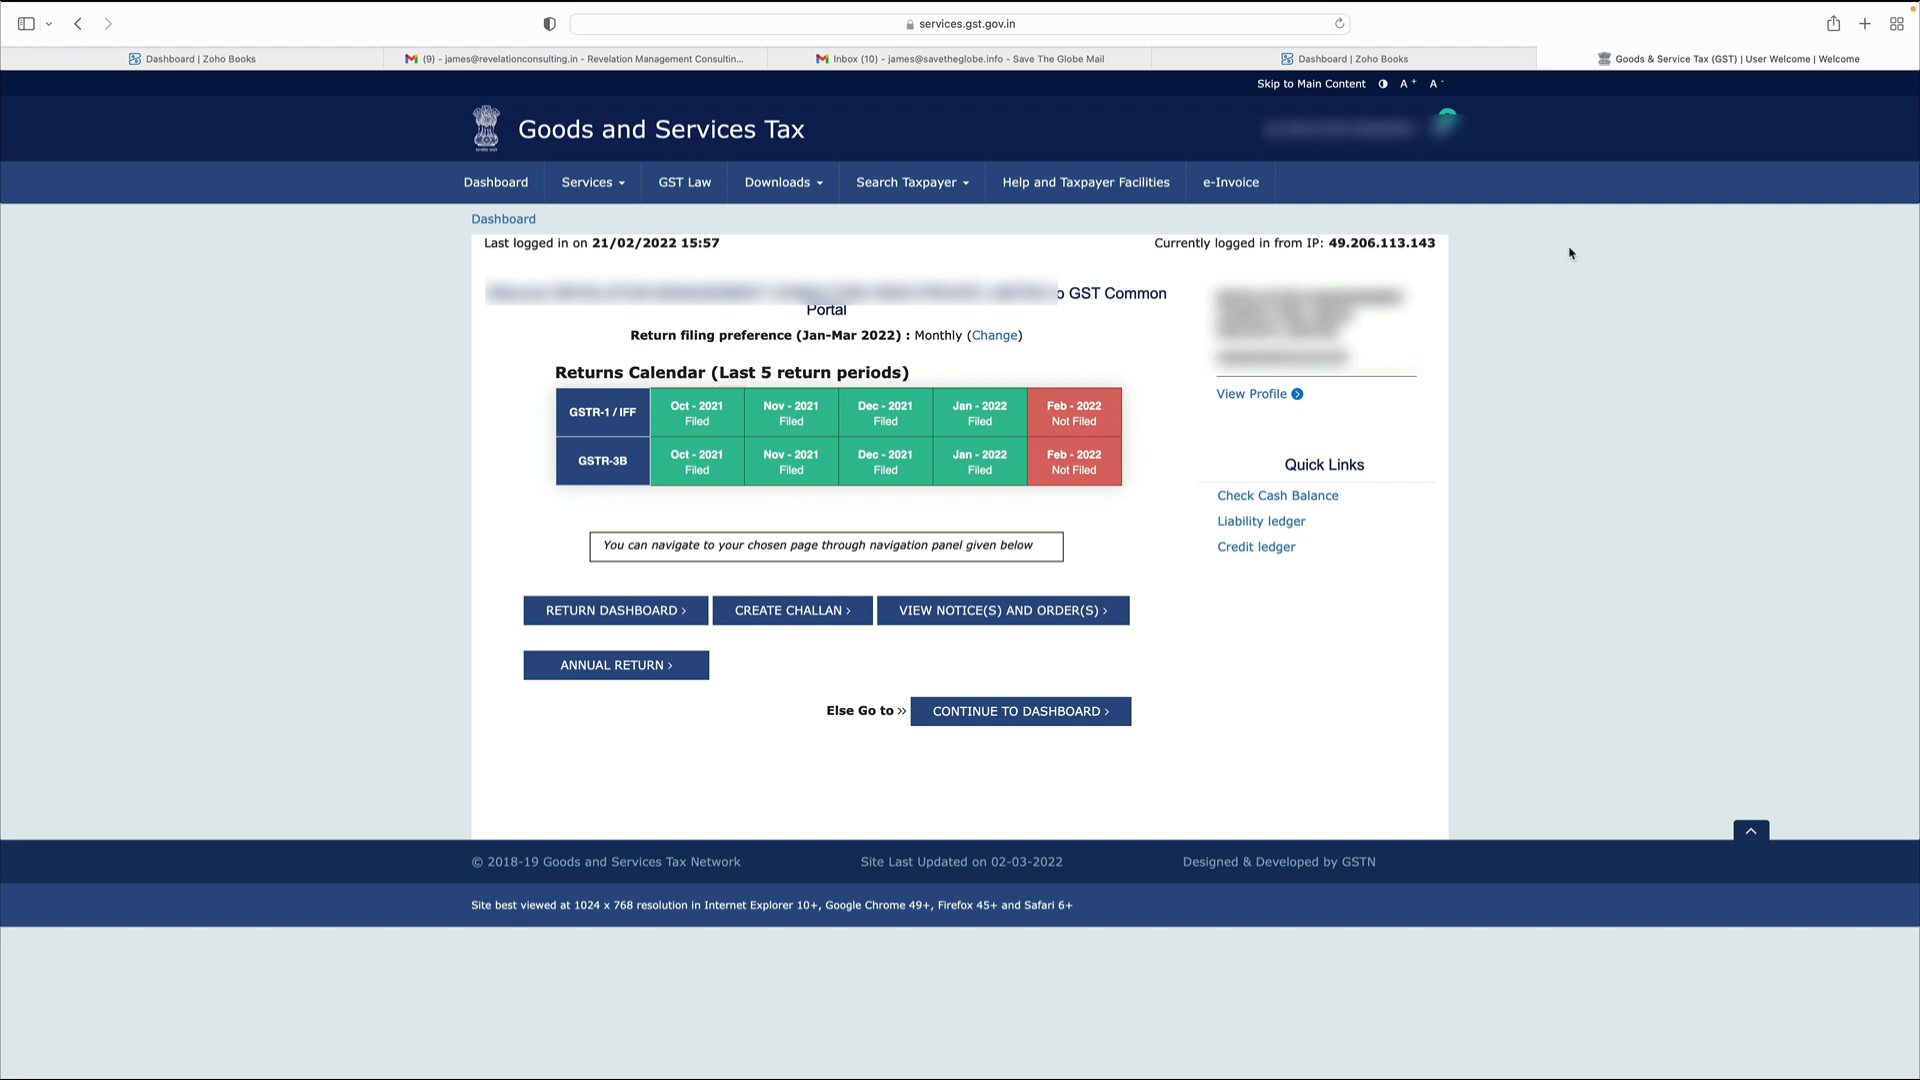 services.gst.gov.in
Dashboard | Zoho Books
(9) - james@revelationconsulting.in - Revelation Management Consultin...
Inbox (10) - james@savetheglobe.info - Save The Globe Mail
Dashboard | Zoho Books
Goods & Service Tax (GST) | User Welcome | Welcome
Skip to Main Content
A+
A-
Goods and Services Tax
Dashboard
Services
GST Law
Downloads
Search Taxpayer
Help and Taxpayer Facilities
e-Invoice
Dashboard
Last logged in on 21/02/2022 15:57
Currently logged in from IP: 49.206.113.143
o GST Common
Portal
Return filing preference (Jan-Mar 2022) : Monthly (Change)
View Profile
Returns Calendar (Last 5 return periods)
GSTR-1 / IFF
Oct - 2021
Filed
Nov - 2021
Filed
Dec - 2021
Filed
Jan - 2022
Filed
Feb - 2022
Not Filed
GSTR-3B
Oct - 2021
Filed
Nov - 2021
Filed
Dec - 2021
Filed
Jan - 2022
Filed
Feb - 2022
Not Filed
Quick Links
Check Cash Balance
Liability ledger
Credit ledger
You can navigate to your chosen page through navigation panel given below
RETURN DASHBOARD ›
CREATE CHALLAN ›
VIEW NOTICE(S) AND ORDER(S) ›
ANNUAL RETURN ›
Else Go to »
CONTINUE TO DASHBOARD ›
© 2018-19 Goods and Services Tax Network
Site Last Updated on 02-03-2022
Designed & Developed by GSTN
Site best viewed at 1024 x 768 resolution in Internet Explorer 10+, Google Chrome 49+, Firefox 45+ and Safari 6+